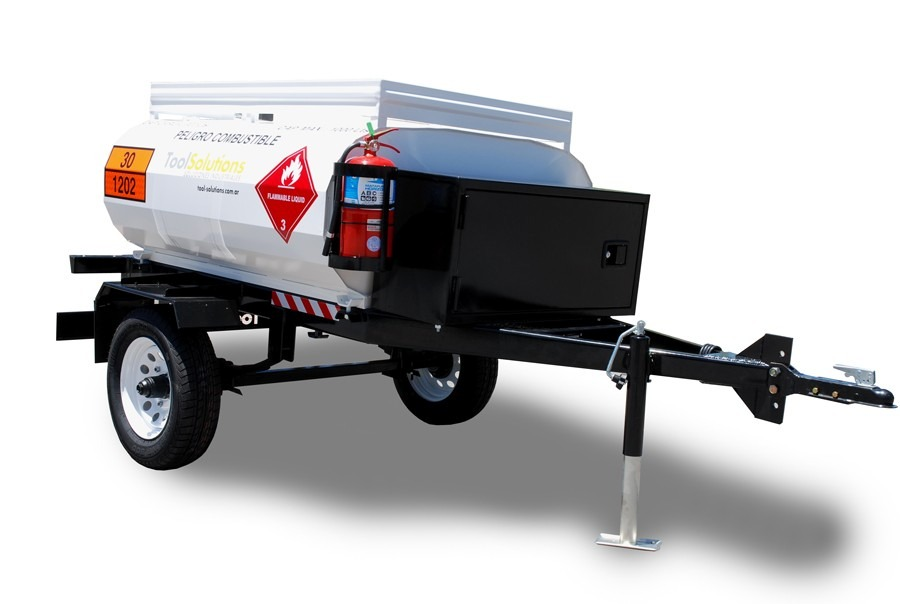 PELIGRO COMBUSTIBLE
ToolSolutions
tool-solutions.com.ar
30
1202
FLAMMABLE LIQUID
3
ABC